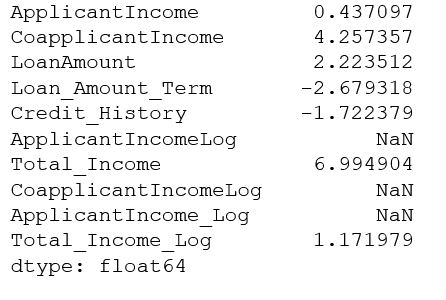 ApplicantIncome 0.437097
CoapplicantIncome 4.257357
LoanAmount 2.223512
Loan_Amount_Term -2.679318
Credit_History -1.722379
ApplicantIncomeLog NaN
Total_Income 6.994904
CoapplicantIncomeLog NaN
ApplicantIncome_Log NaN
Total_Income_Log 1.171979
dtype: float64